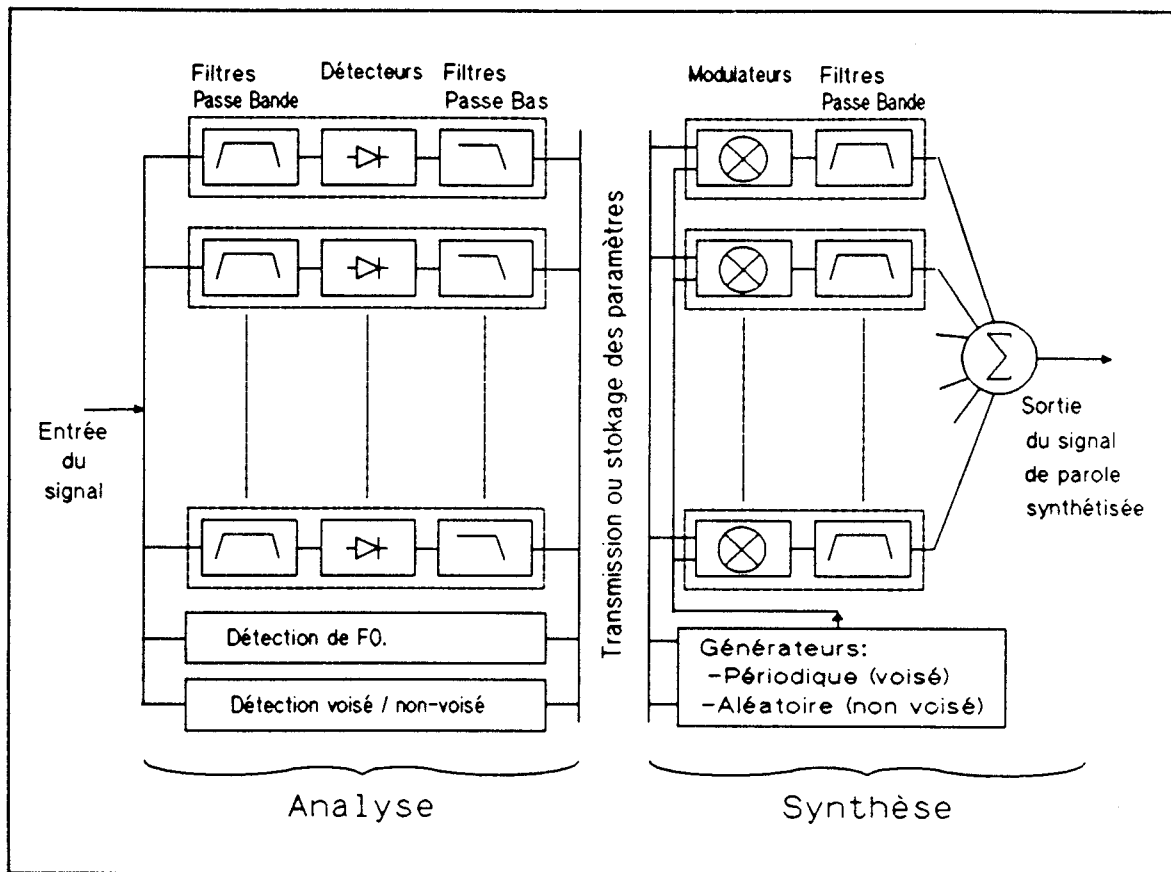 Filtres
Passe Bande
Détecteurs
Filtres
Passe Bas
Modulateurs
Filtres
Passe Bande
Entrée
du
signal
Transmission ou stokage des paramètres
Σ
Sortie
du signal
de parole
synthétisée
Détection de F0.
Détection voisé / non-voisé
Générateurs:
-Périodique (voisé)
-Aléatoire (non voisé)
Analyse
Synthèse